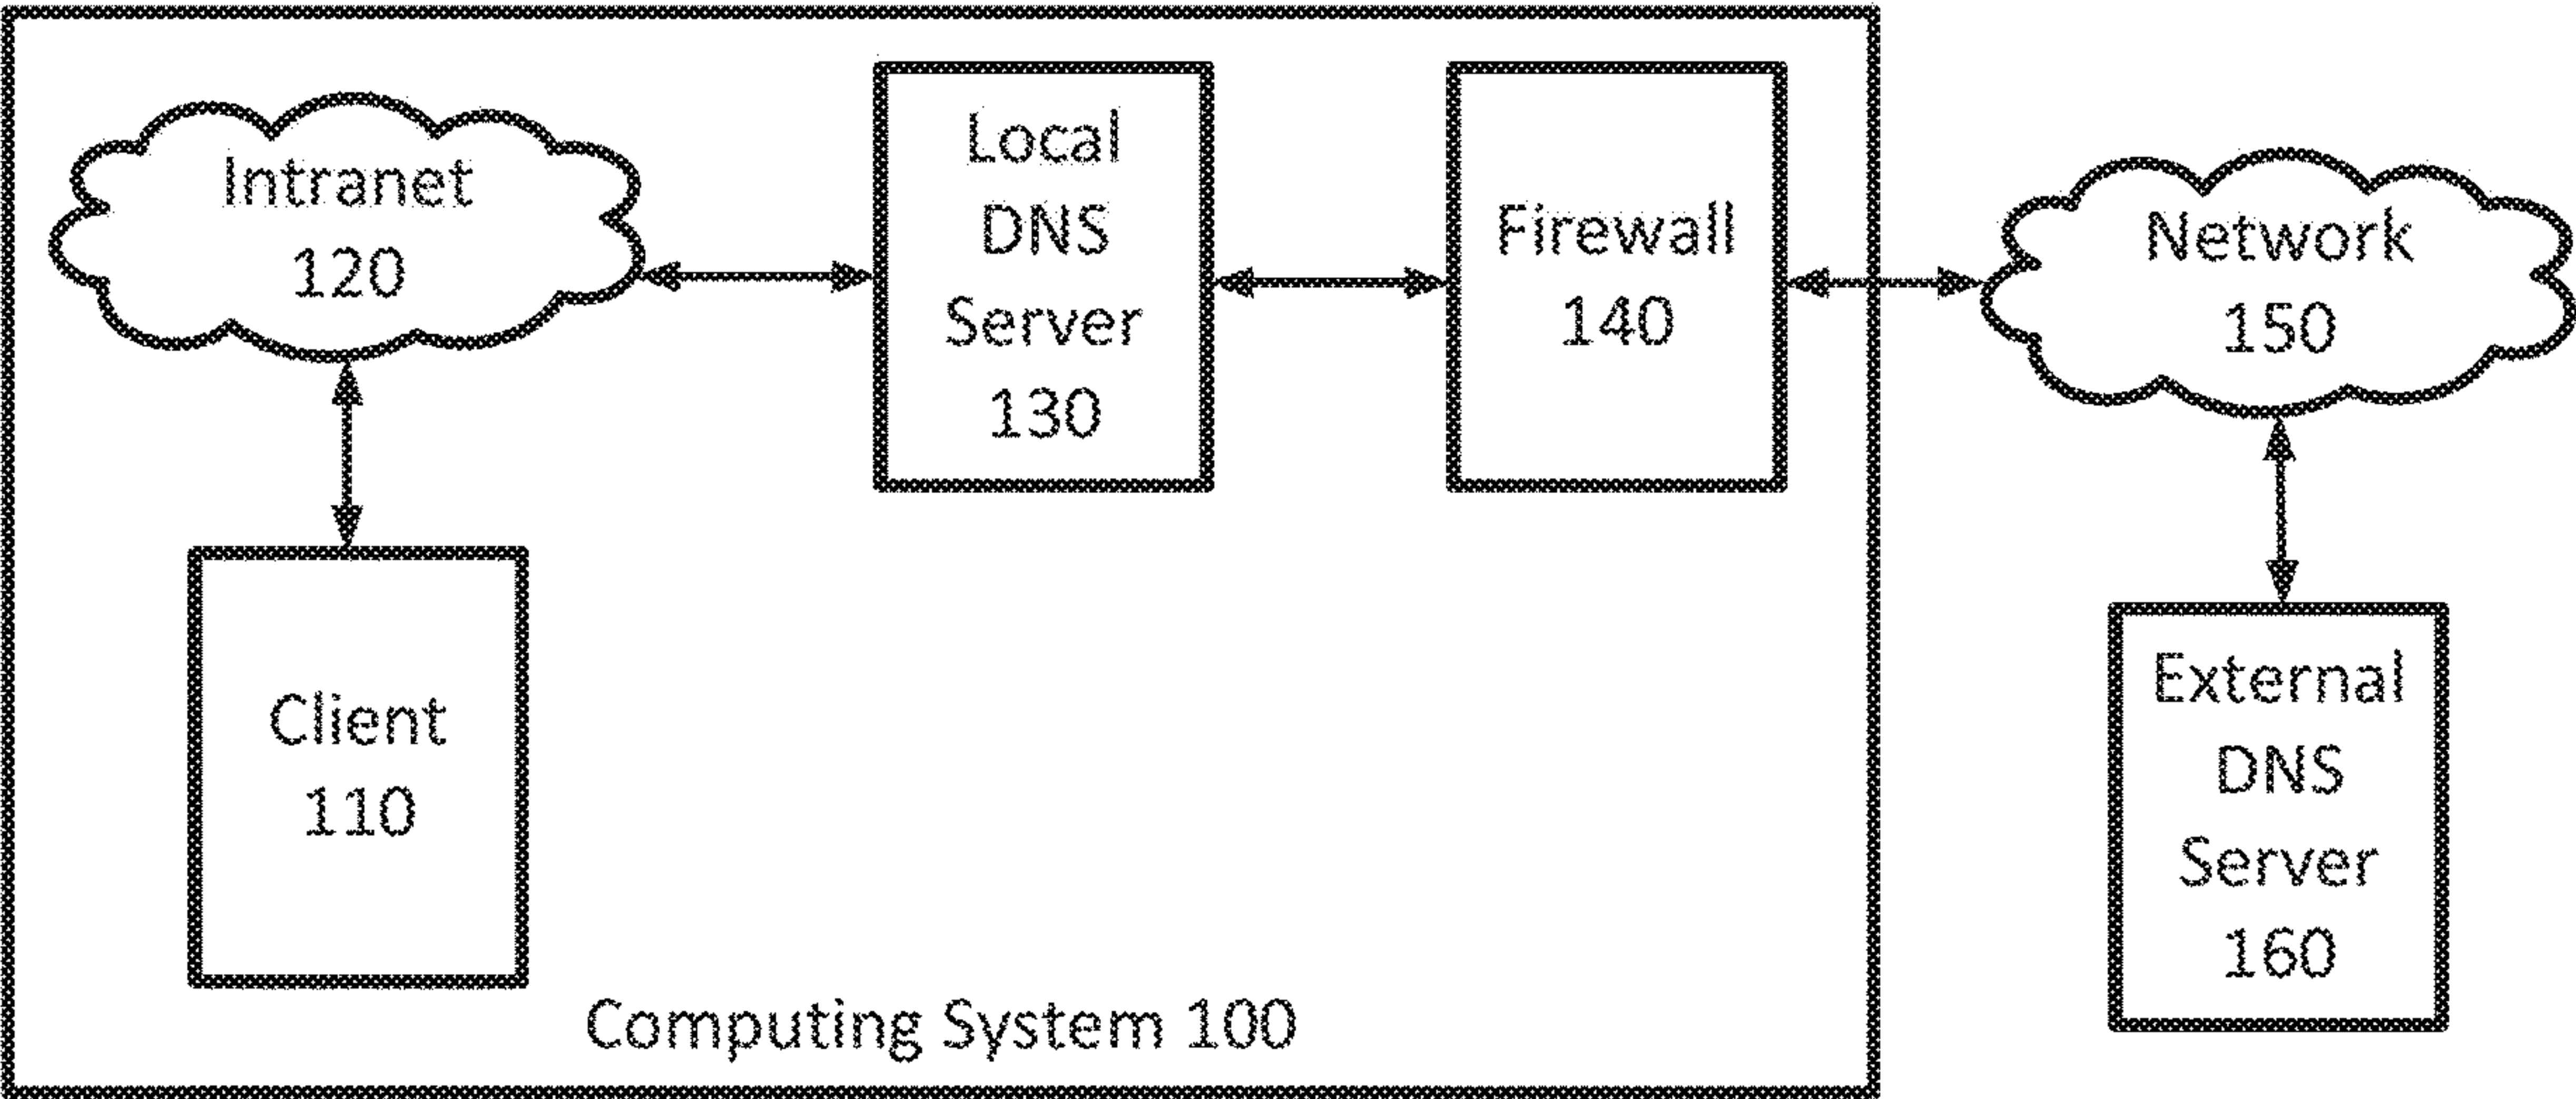 Intranet
120
Local
DNS
Server
130
Firewall
140
Network
150
Client
110
External
DNS
Server
160
Computing System 100